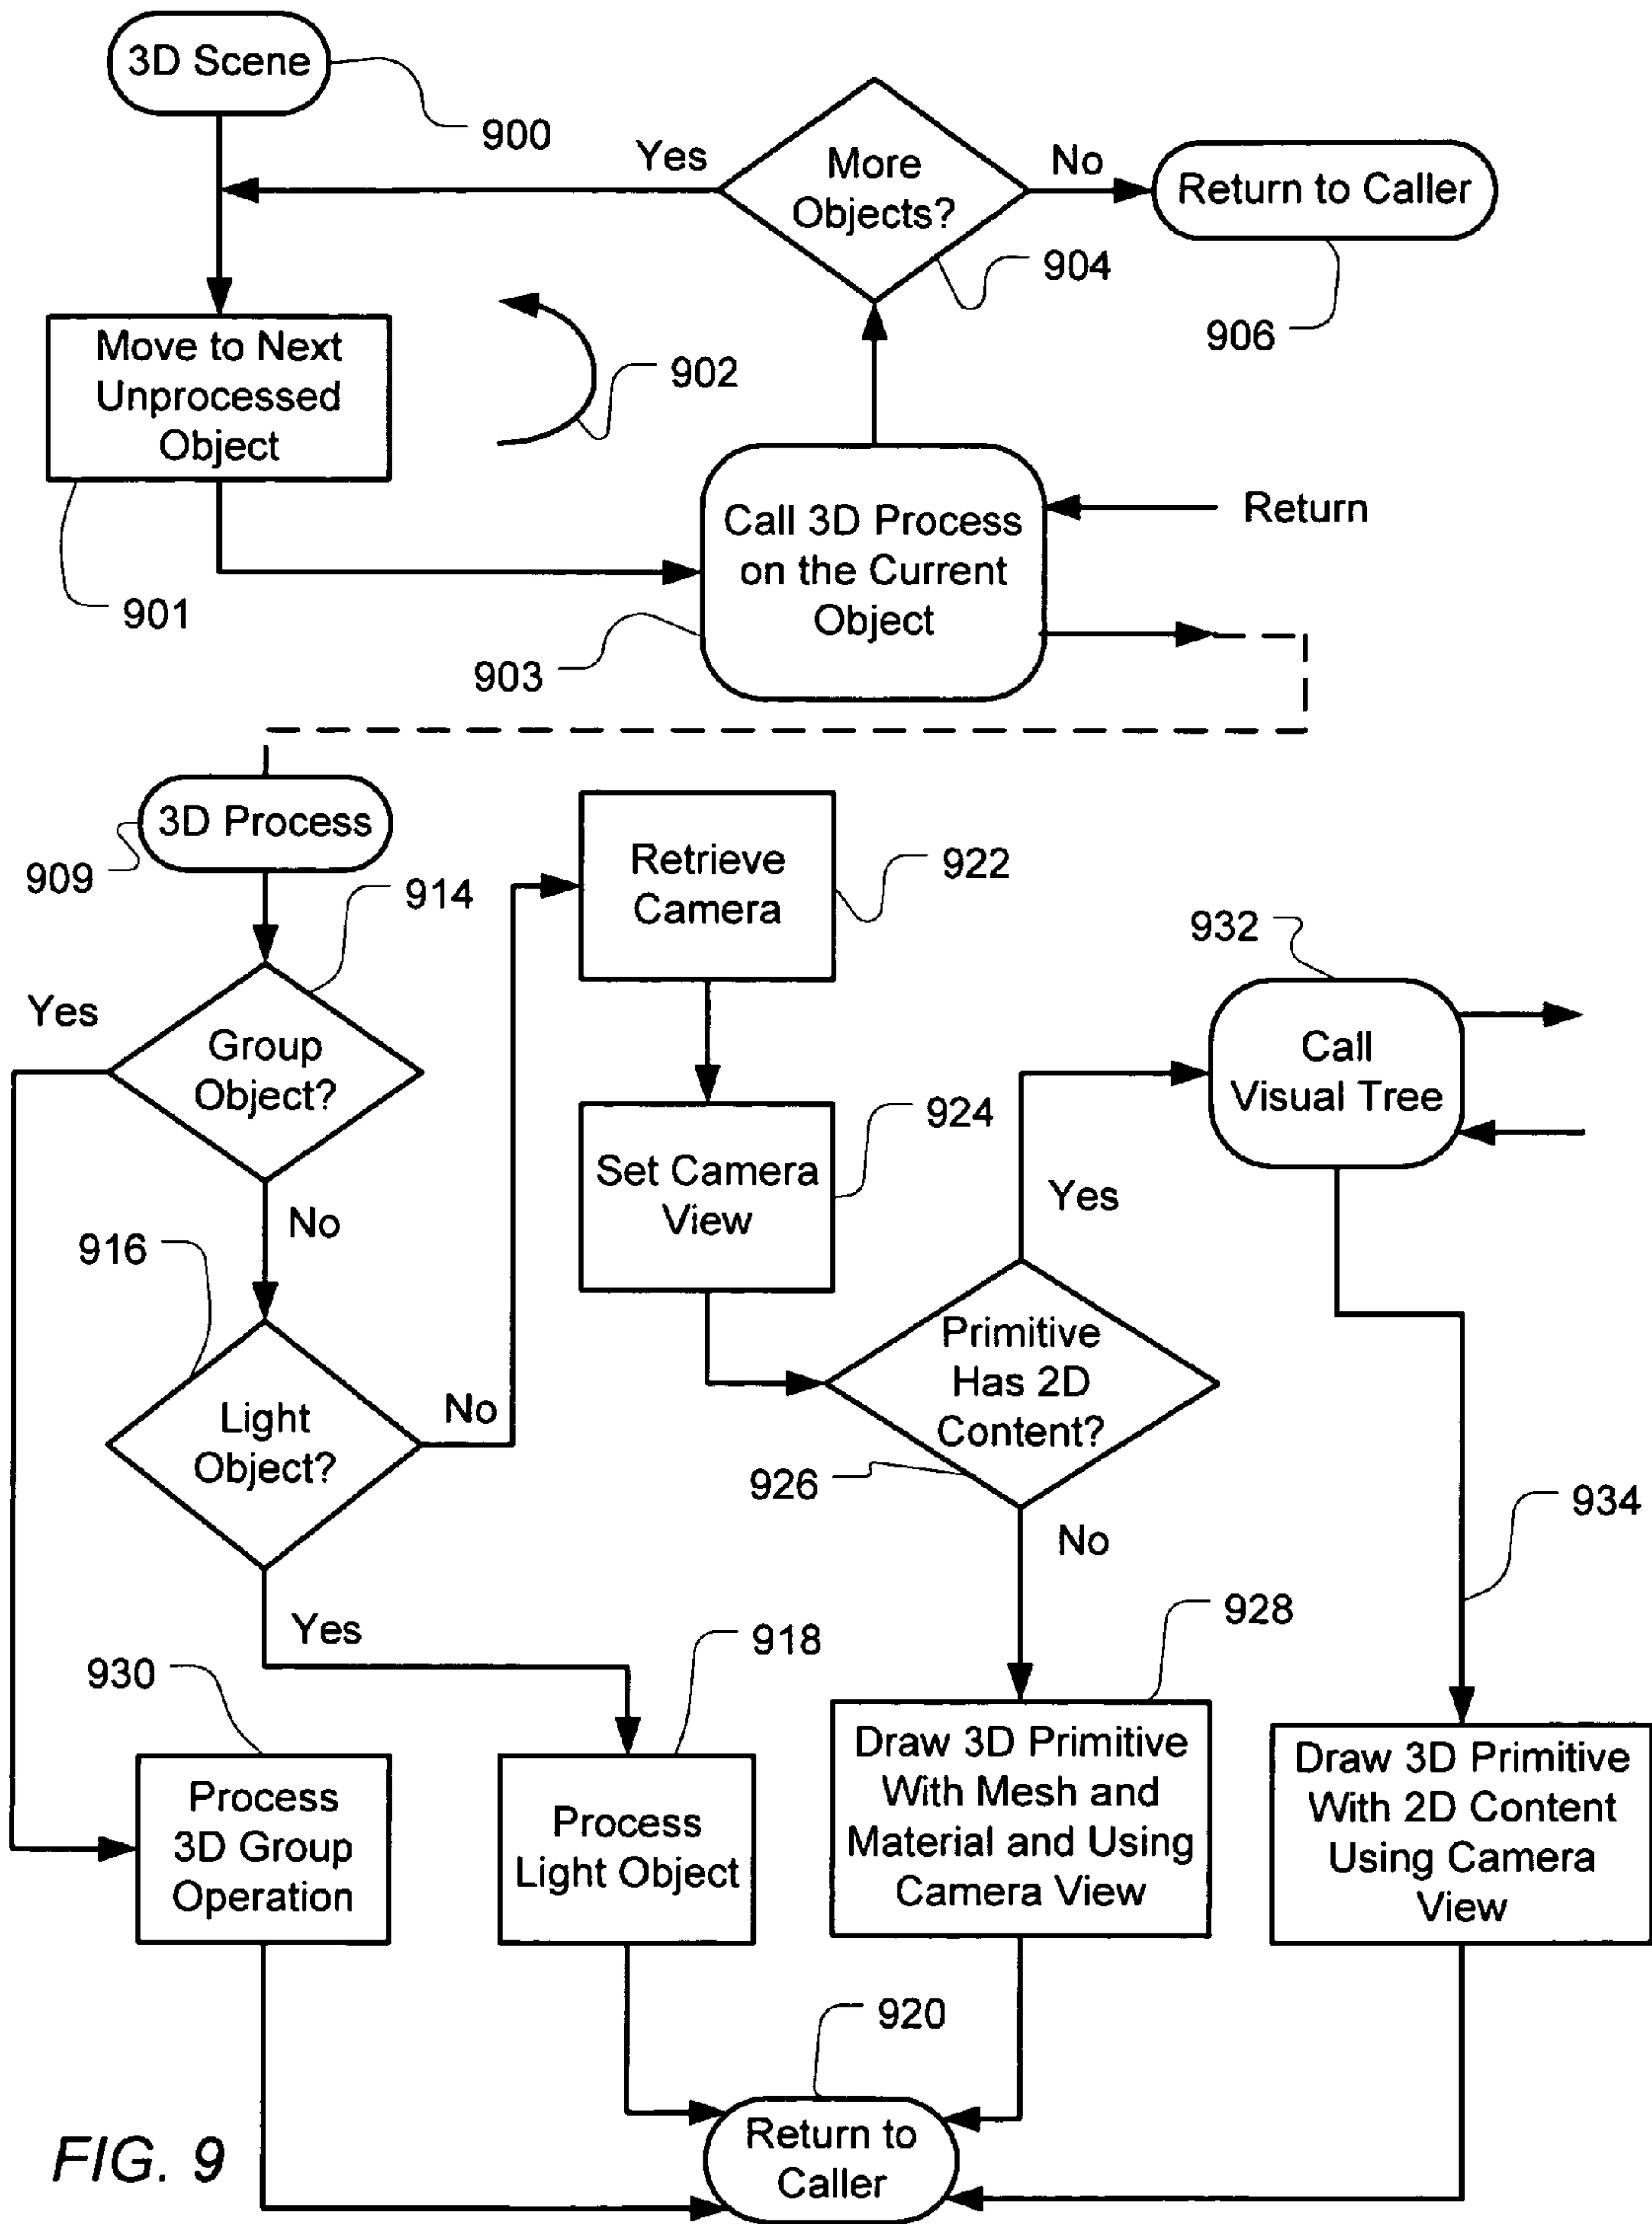 3D Scene
900
Yes
More
Objects?
No
Return to Caller
904
906
Move to Next
Unprocessed
Object
902
901
Call 3D Process
on the Current
Object
Return
903
3D Process
909
914
Retrieve
Camera
922
932
Yes
Group
Object?
Call
Visual Tree
924
Set Camera
View
Yes
No
916
Primitive
Has 2D
Content?
Light
Object?
No
926
934
No
Yes
928
918
930
Process
3D Group
Operation
Process
Light Object
Draw 3D Primitive
With Mesh and
Material and Using
Camera View
Draw 3D Primitive
With 2D Content
Using Camera
View
920
Return to
Caller
FIG. 9